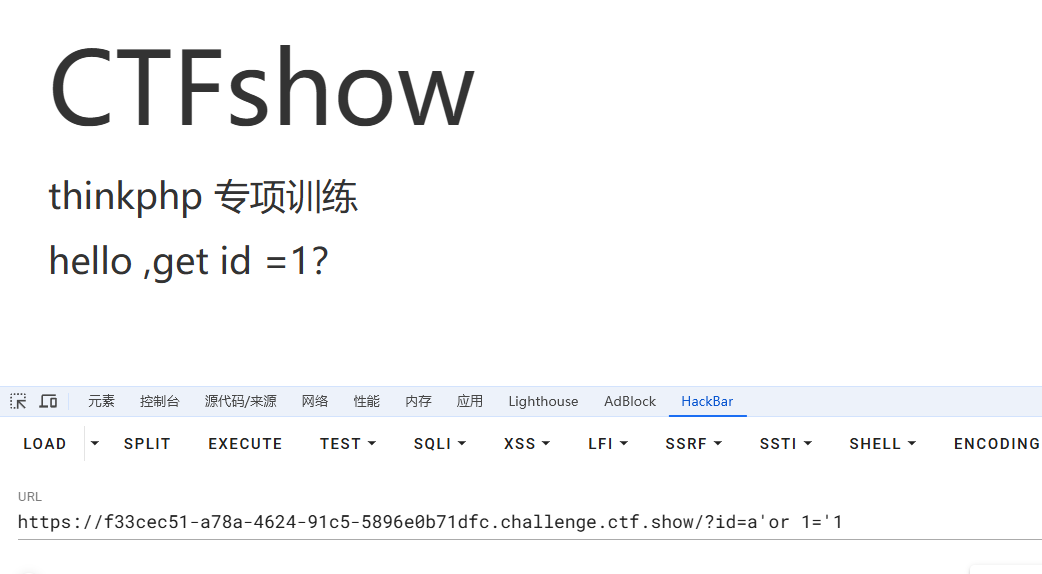 CTFshow
thinkphp 专项训练
hello ,get id =1?
元素 控制台 源代码/来源 网络 性能 内存 应用 Lighthouse AdBlock HackBar
LOAD SPLIT EXECUTE TEST SQLI XSS LFI SSRF SSTI SHELL ENCODING
URL
https://f33cec51-a78a-4624-91c5-5896e0b71dfc.challenge.ctf.show/?id=a'or 1='1